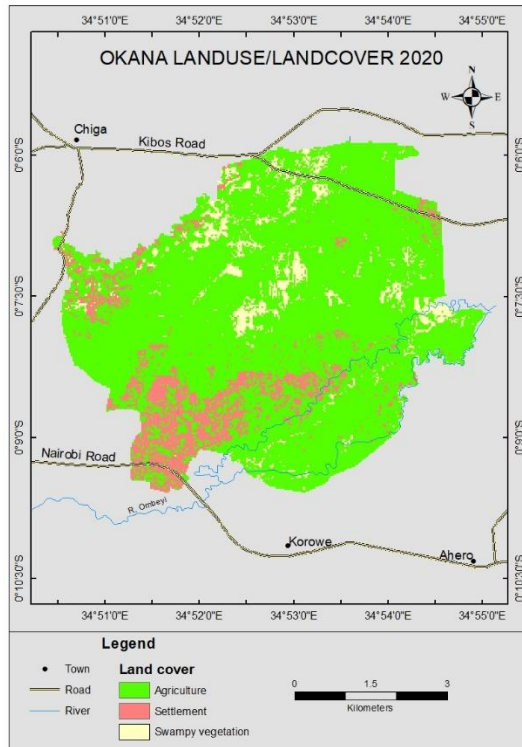 34°51'0"E 34°52'0"E 34°53'0"E 34°54'0"E 34°55'0"E
OKANA LANDUSE/LANDCOVER 2020
N
W E
S
Chiga
Kibos Road
0°6'0"S 0°6'0"S
0°7'30"S 0°7'30"S
0°9'0"S 0°9'0"S
Nairobi Road
R. Ombeyi
Korowe
Ahero
0°10'30"S 0°10'30"S
34°51'0"E 34°52'0"E 34°53'0"E 34°54'0"E 34°55'0"E
Legend
Town
Road
River
Land cover
Agriculture
Settlement
Swampy vegetation
0 1.5 3
Kilometers